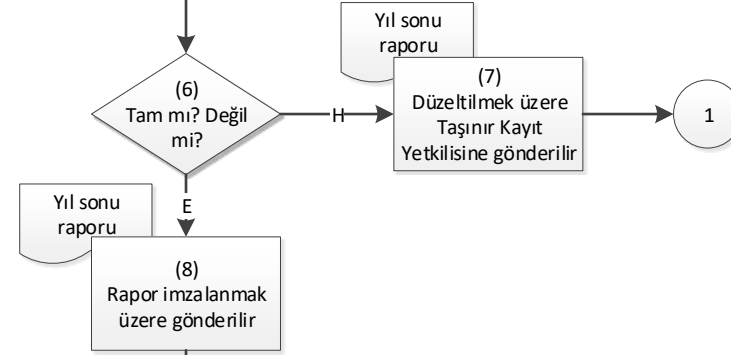 Yıl sonu
raporu
(6)
Tam mı? Değil
mi?
H
(7)
Düzeltilmek üzere
Taşınır Kayıt
Yetkilisine gönderilir
1
E
Yıl sonu
raporu
(8)
Rapor imzalanmak
üzere gönderilir